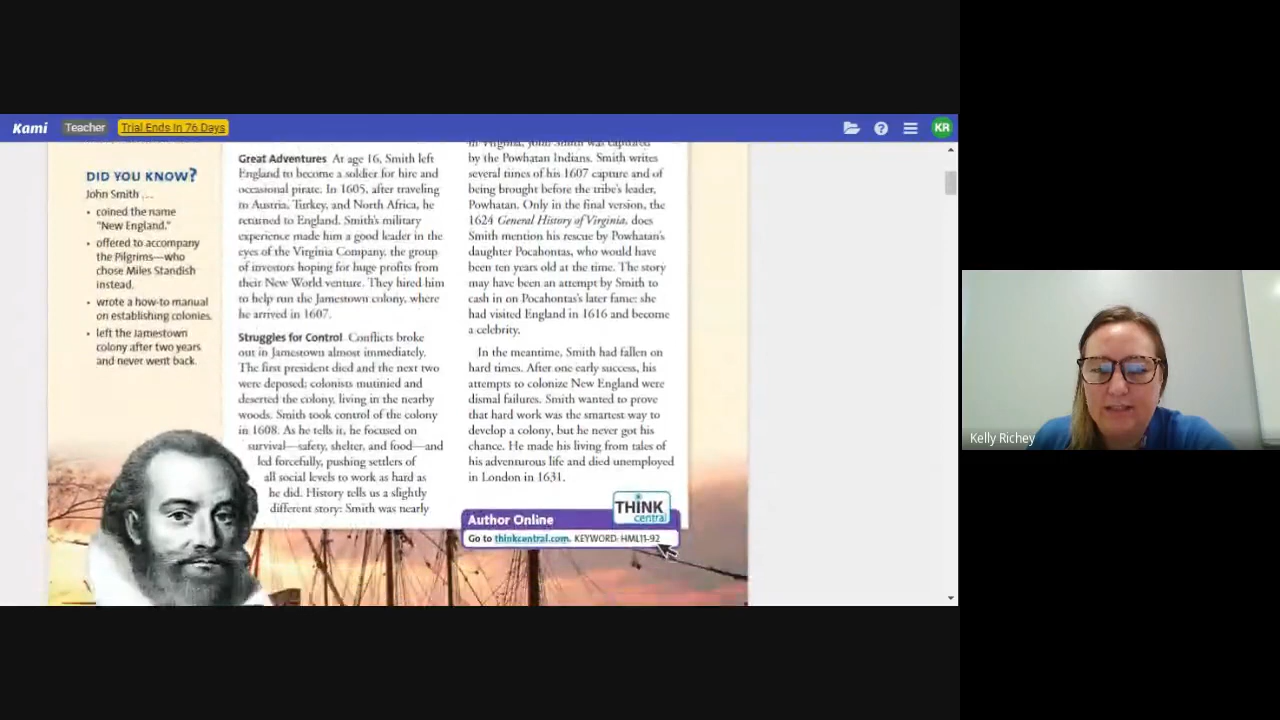 Kami
Teacher
Trial Ends In 76 Days
KR
DID YOU KNOW?
John Smith ...
• coined the name
"New England."
• offered to accompany
the Pilgrims—who
chose Miles Standish
instead.
• wrote a how-to manual
on establishing colonies.
• left the Jamestown
colony after two years
and never went back.
Great Adventures At age 16, Smith left
England to become a soldier for hire and
occasional pirate. In 1605, after traveling
to Austria, Turkey, and North Africa, he
returned to England. Smith's military
experience made him a good leader in the
eyes of the Virginia Company, the group
of investors hoping for huge profits from
their New World venture. They hired him
to help run the Jamestown colony, where
he arrived in 1607.
Struggles for Control Conflicts broke
out in Jamestown almost immediately.
The first president died and the next two
were deposed; colonists mutinied and
deserted the colony, living in the nearby
woods. Smith took control of the colony
in 1608. As he tells it, he focused on
survival—safety, shelter, and food—and
led forcefully, pushing settlers of
all social levels to work as hard as
he did. History tells us a slightly
different story: Smith was nearly
in Virginia, John Smith was captured
by the Powhatan Indians. Smith writes
several times of his 1607 capture and of
being brought before the tribe's leader,
Powhatan. Only in the final version, the
1624 General History of Virginia, does
Smith mention his rescue by Powhatan's
daughter Pocahontas, who would have
been ten years old at the time. The story
may have been an attempt by Smith to
cash in on Pocahontas's later fame: she
had visited England in 1616 and become
a celebrity.
In the meantime, Smith had fallen on
hard times. After one early success, his
attempts to colonize New England were
dismal failures. Smith wanted to prove
that hard work was the smartest way to
develop a colony, but he never got his
chance. He made his living from tales of
his adventurous life and died unemployed
in London in 1631.
THINK
central
Author Online
Go to thinkcentral.com. KEYWORD: HML11-92
Kelly Richey